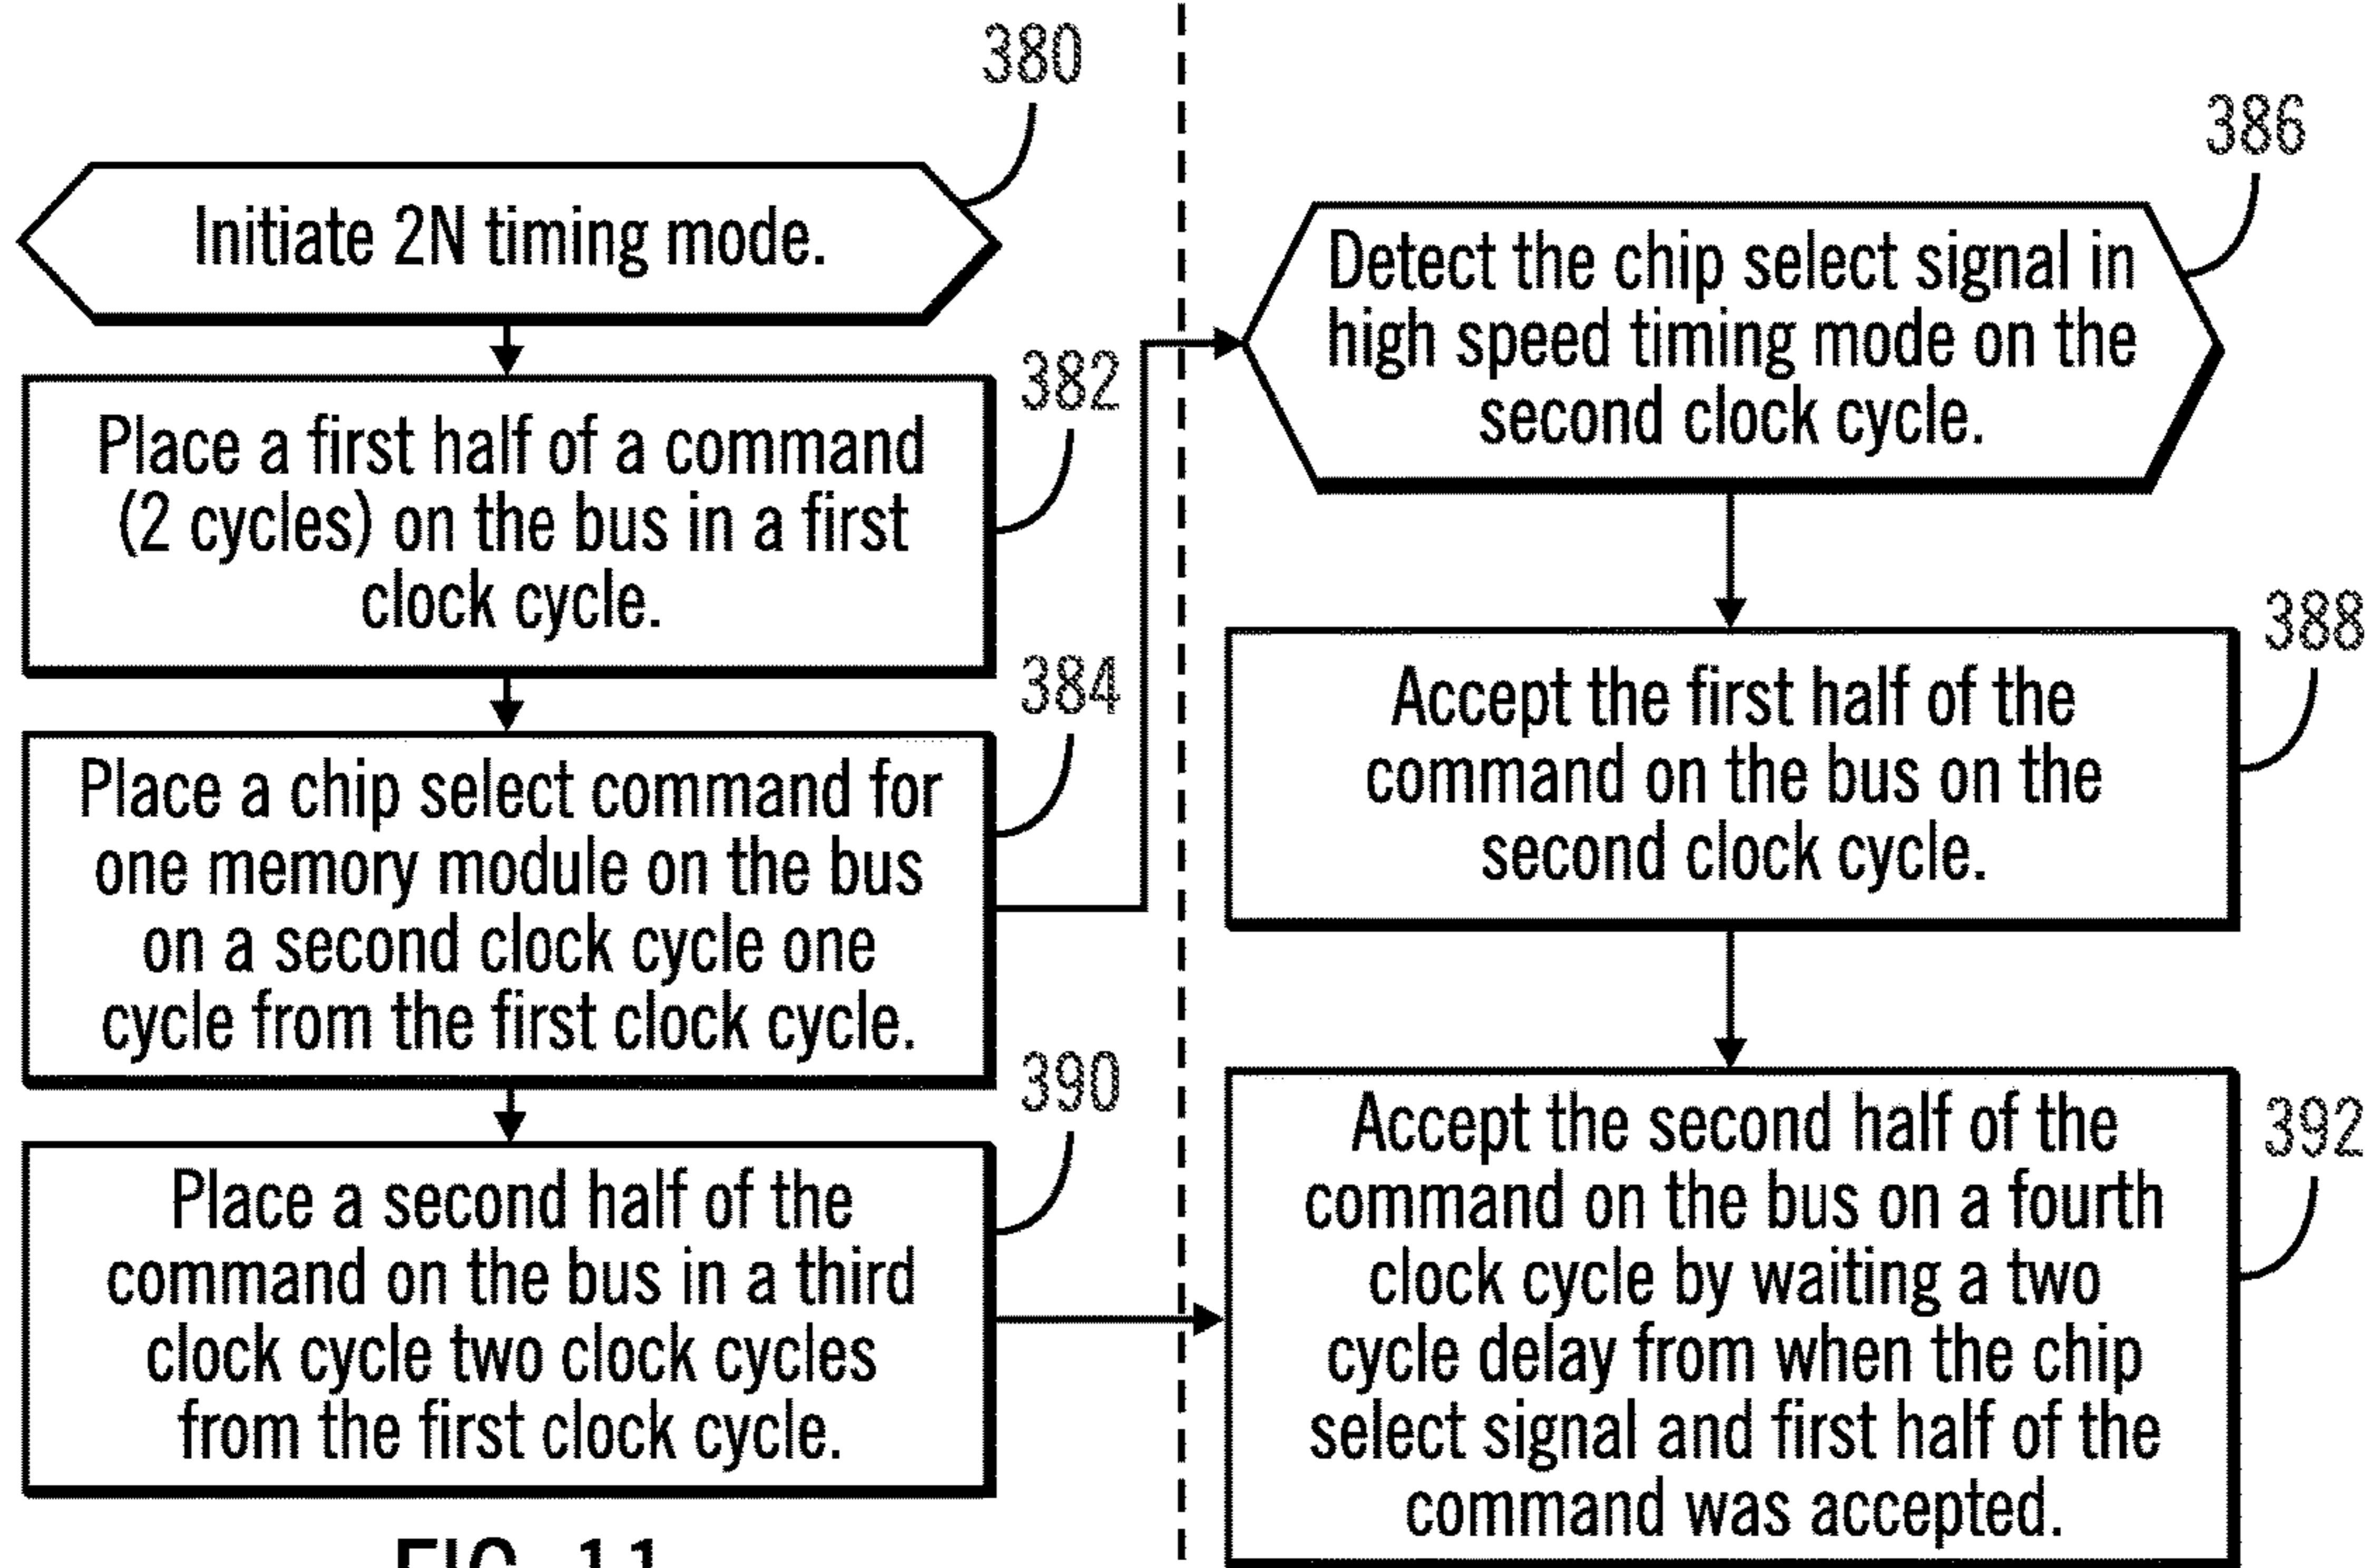 380
Initiate 2N timing mode.
382
Place a first half of a command
(2 cycles) on the bus in a first
clock cycle.
384
Place a chip select command for
one memory module on the bus
on a second clock cycle one
cycle from the first clock cycle.
390
Place a second half of the
command on the bus in a third
clock cycle two clock cycles
from the first clock cycle.
FIG. 11
386
Detect the chip select signal in
high speed timing mode on the
second clock cycle.
388
Accept the first half of the
command on the bus on the
second clock cycle.
392
Accept the second half of the
command on the bus on a fourth
clock cycle by waiting a two
cycle delay from when the chip
select signal and first half of the
command was accepted.